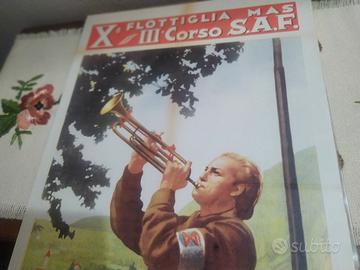 Xª FLOTTIGLIA MAS
III° Corso S.A.F.
subito